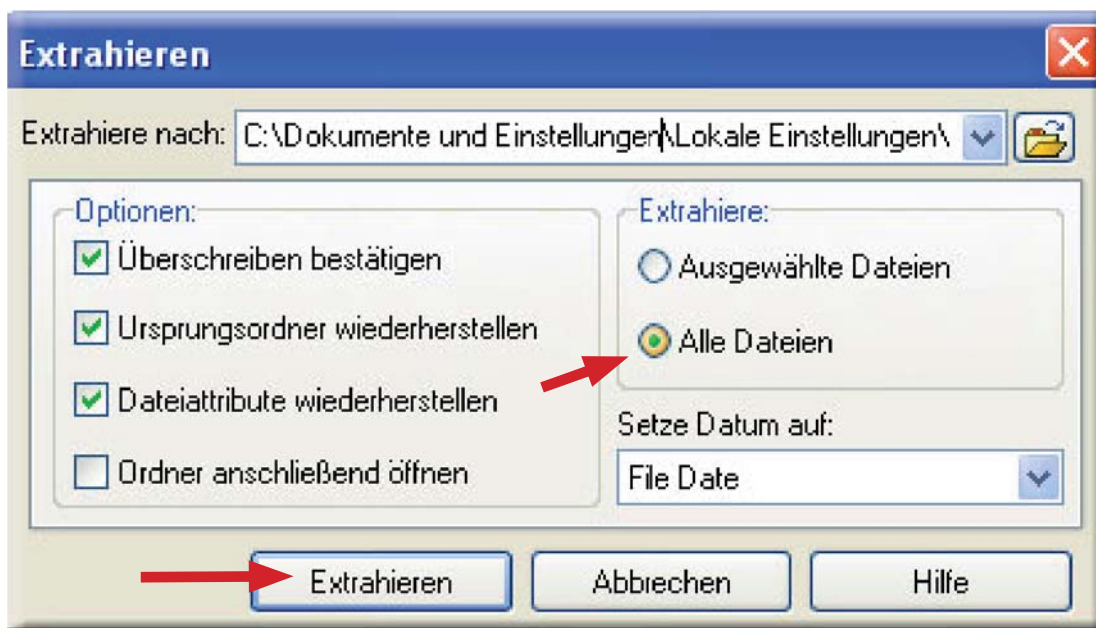 Extrahieren
Extrahiere nach: C:\Dokumente und Einstellungen\Lokale Einstellungen\
Optionen:
Überschreiben bestätigen
Ursprungsordner wiederherstellen
Dateiattribute wiederherstellen
Ordner anschließend öffnen
Extrahiere:
Ausgewählte Dateien
Alle Dateien
Setze Datum auf:
File Date
Extrahieren Abbrechen Hilfe